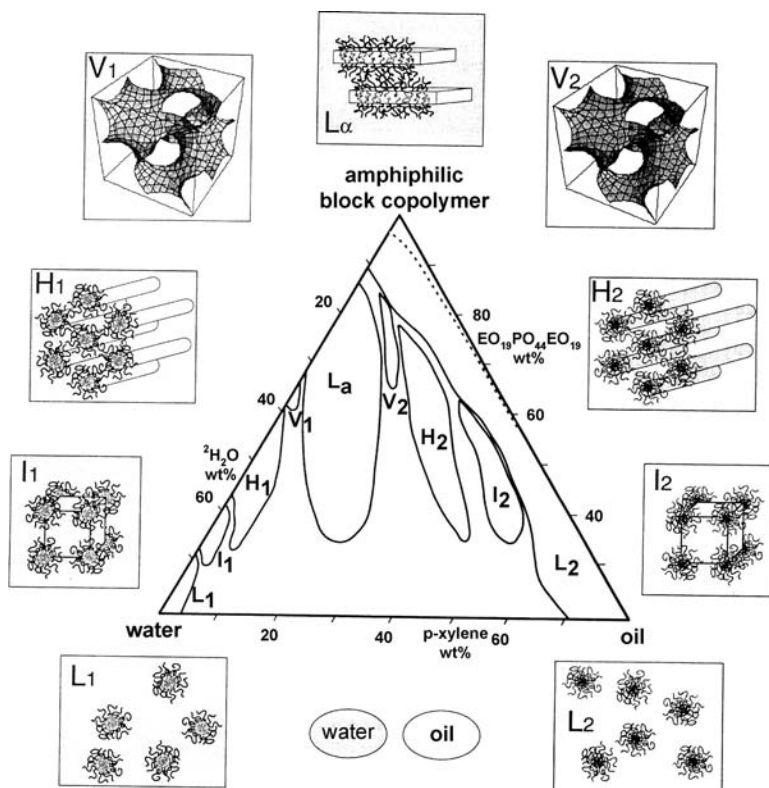 V1
Lα
V2
amphiphilic
block copolymer
H1
H2
20
80
EO19PO44EO19
wt%
La
V2
40
V1
60
H2
²H2O
wt%
H1
I1
I2
I2
60
40
I1
L2
L1
water
20
40
p-xylene
wt%
60
oil
L1
water
oil
L2